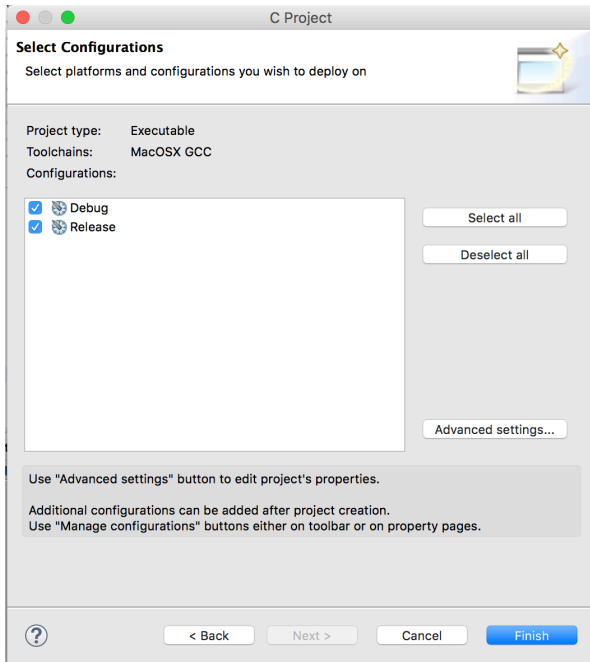 C Project
Select Configurations
Select platforms and configurations you wish to deploy on
Project type: Executable
Toolchains: MacOSX GCC
Configurations:
Debug
Release
Select all
Deselect all
Advanced settings...
Use "Advanced settings" button to edit project's properties.
Additional configurations can be added after project creation.
Use "Manage configurations" buttons either on toolbar or on property pages.
?
< Back
Next >
Cancel
Finish